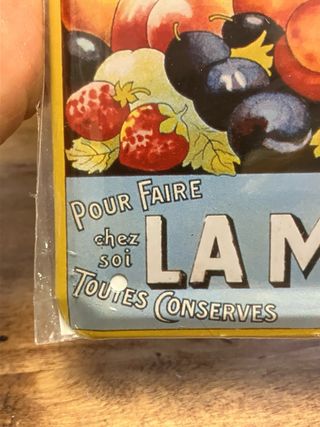 POUR FAIRE
chez
soi
LA M
TOUTES CONSERVES